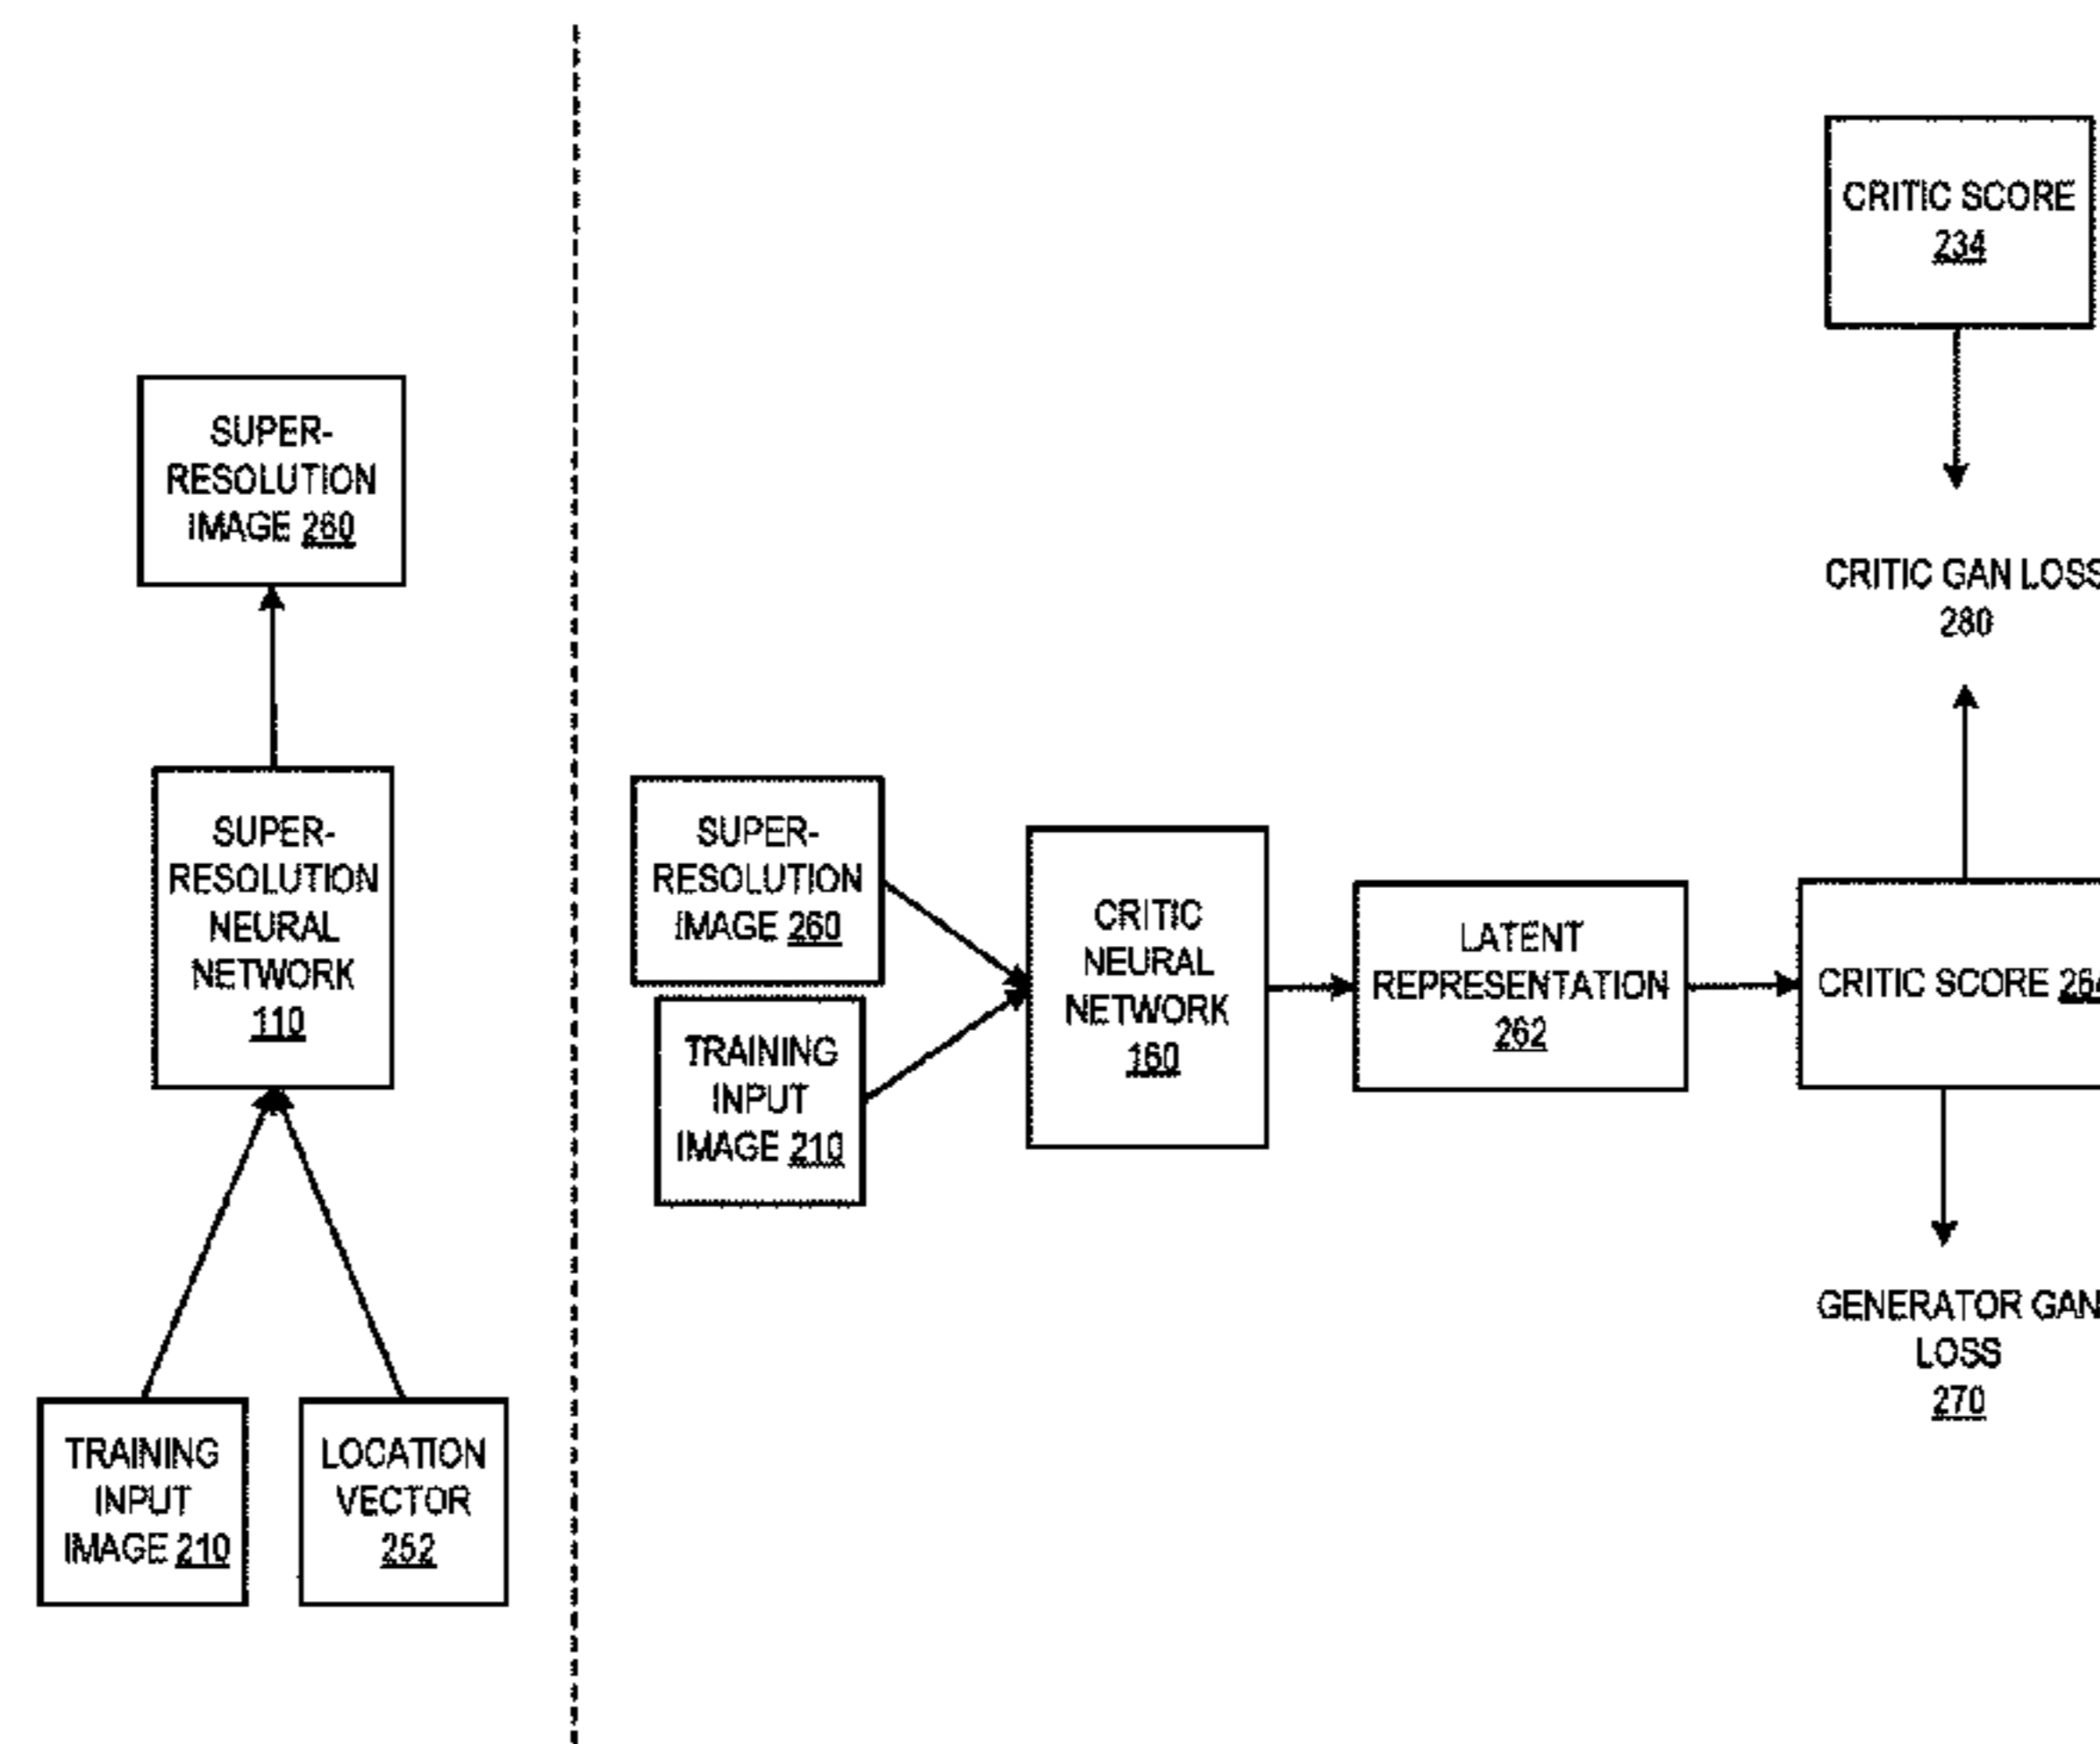 SUPER-
RESOLUTION
IMAGE 260
SUPER-
RESOLUTION
NEURAL
NETWORK
110
TRAINING
INPUT
IMAGE 210
LOCATION
VECTOR
252
SUPER-
RESOLUTION
IMAGE 260
TRAINING
INPUT
IMAGE 210
CRITIC
NEURAL
NETWORK
160
LATENT
REPRESENTATION
262
CRITIC SCORE
234
CRITIC GAN LOSS
280
CRITIC SCORE 264
GENERATOR GAN
LOSS
270